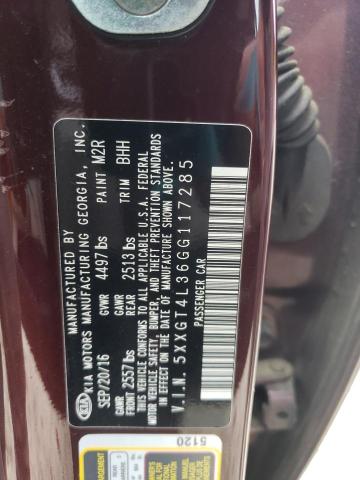 MANUFACTURED BY
KIA KIA MOTORS MANUFACTURING GEORGIA, INC.
SEP/20/16 GVWR 4497 lbs PAINT M2R
GAWR FRONT 2557 lbs GAWR REAR 2513 lbs TRIM BHH
THIS VEHICLE CONFORMS TO ALL APPLICABLE U.S.A. FEDERAL
MOTOR VEHICLE SAFETY, BUMPER, AND THEFT PREVENTION STANDARDS
IN EFFECT ON THE DATE OF MANUFACTURE SHOWN ABOVE.
V.I.N. 5XXGT4L36GG117285
PASSENGER CAR
5120